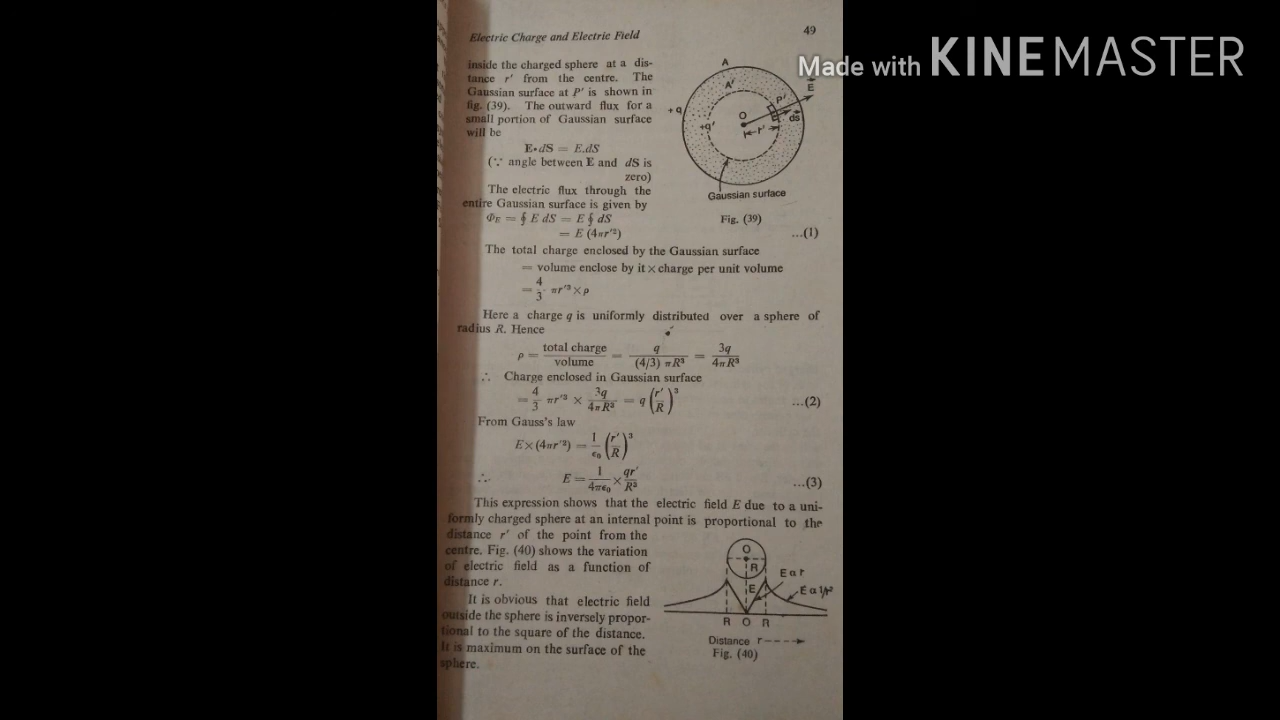 Electric Charge and Electric Field
49
Made with KINEMASTER
inside the charged sphere at a dis-
tance r′ from the centre. The
Gaussian surface at P′ is shown in
fig. (39). The outward flux for a
small portion of Gaussian surface
will be
E•dS = E.dS
(∵ angle between E and dS is
zero)
The electric flux through the
entire Gaussian surface is given by
Φ_E = ∮ E dS = E ∮ dS
= E (4πr′²) ...(1)
A
A′
+q
+q′
O
P′
E
ds
r′
Gaussian surface
Fig. (39)
The total charge enclosed by the Gaussian surface
= volume enclose by it × charge per unit volume
= 4/3 πr′³ × ρ
Here a charge q is uniformly distributed over a sphere of
radius R. Hence
ρ = total charge/volume = q/((4/3) πR³) = 3q/4πR³
∴ Charge enclosed in Gaussian surface
= 4/3 πr′³ × 3q/4πR³ = q (r′/R)³ ...(2)
From Gauss's law
E×(4πr′²) = 1/ε₀ (r′/R)³
∴ E = 1/4πε₀ × qr′/R³ ...(3)
This expression shows that the electric field E due to a uni-
formly charged sphere at an internal point is proportional to the
distance r′ of the point from the
centre. Fig. (40) shows the variation
of electric field as a function of
distance r.
It is obvious that electric field
outside the sphere is inversely propor-
tional to the square of the distance.
It is maximum on the surface of the
sphere.
O
R
E
E α r
E α 1/r²
R O R
Distance r
Fig. (40)